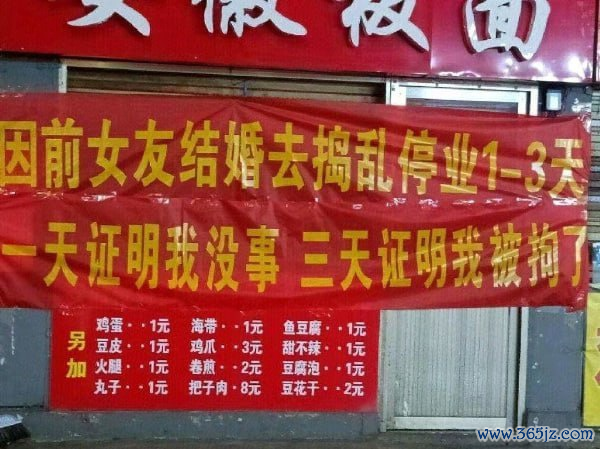 安徽板面
因前女友结婚去捣乱停业1-3天
一天证明我没事 三天证明我被拘了
另加
鸡蛋··1元 海带··1元 鱼豆腐··1元
豆皮··1元 鸡爪··3元 甜不辣··1元
火腿··1元 卷煎··2元 豆腐泡··1元
丸子··1元 把子肉·8元 豆花干··2元
www.365jz.com